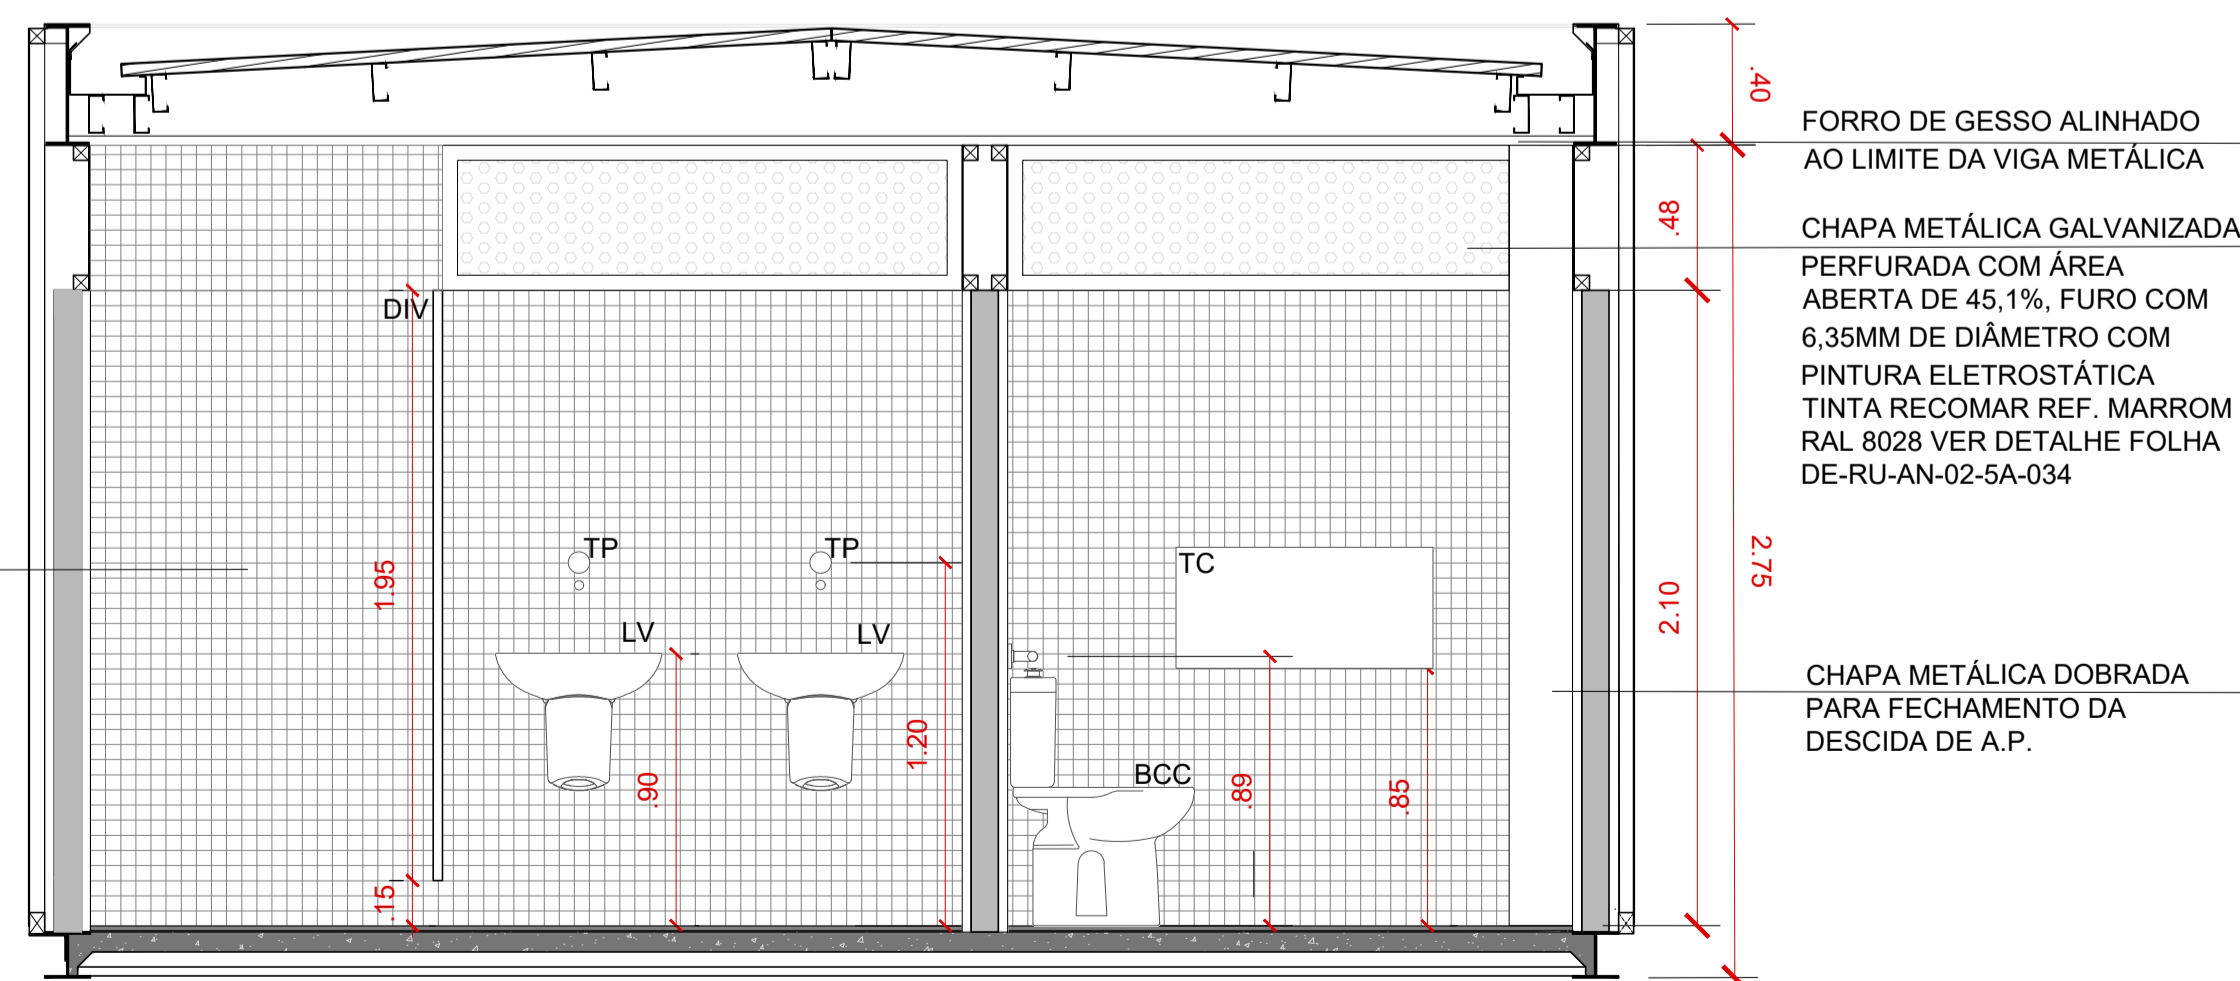 .40
FORRO DE GESSO ALINHADO
AO LIMITE DA VIGA METÁLICA
.48
CHAPA METÁLICA GALVANIZADA
PERFURADA COM ÁREA
ABERTA DE 45,1%, FURO COM
6,35MM DE DIÂMETRO COM
PINTURA ELETROSTÁTICA
TINTA RECOMAR REF. MARROM
RAL 8028 VER DETALHE FOLHA
DE-RU-AN-02-5A-034
DIV
TP
TP
TC
1.95
2.10
2.75
LV
LV
CHAPA METÁLICA DOBRADA
PARA FECHAMENTO DA
DESCIDA DE A.P.
1.20
BCC
.90
.89
.85
.15